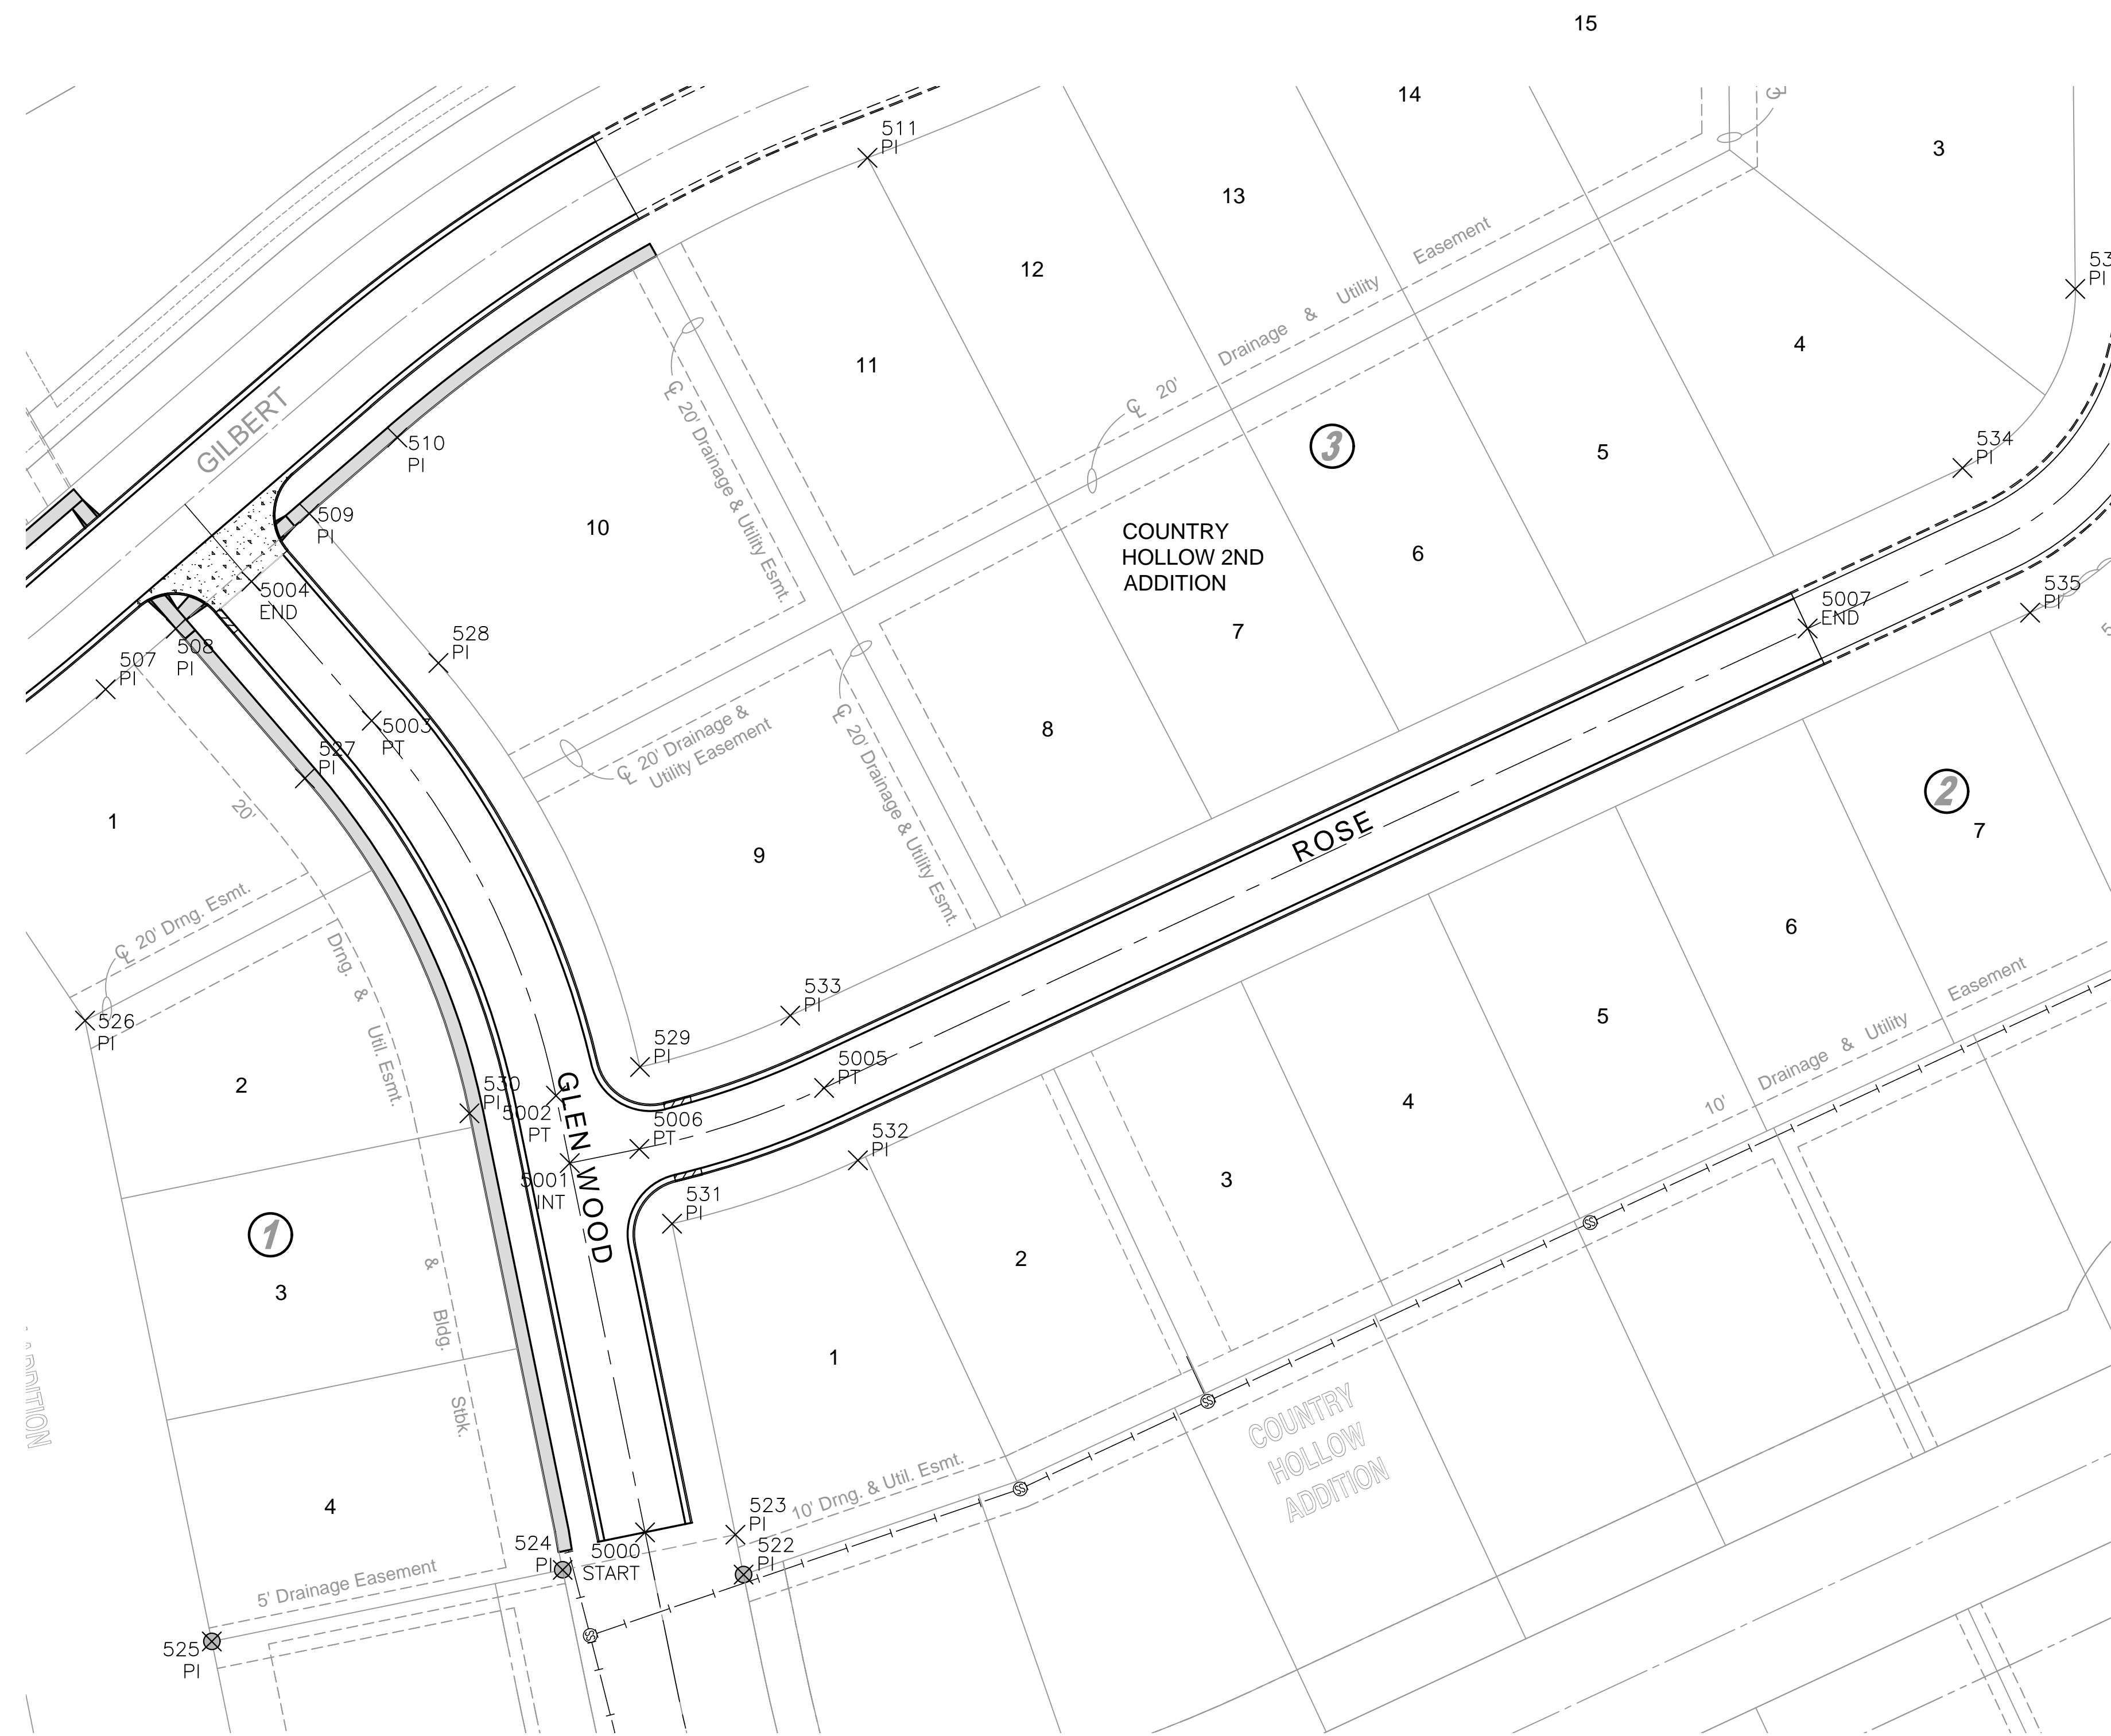 15
14
3
511
PI
13
12
Drainage & Utility Easement
20'
53
PI
11
4
GILBERT
510
PI
20' Drainage & Utility Esmt.
3
5
534
PI
509
PI
10
COUNTRY
HOLLOW 2ND
ADDITION
6
5004
END
5007
END
535
PI
508
PI
528
PI
507
PI
7
5003
PT
20' Drainage &
Utility Easement
20' Drainage & Utility Esmt.
8
527
PI
20'
1
9
ROSE
2
7
20' Drng. Esmt.
6
Drng. & Util. Esmt. & Bldg. Stbk.
526
PI
533
PI
5
10' Drainage & Utility Easement
529
PI
5005
PT
2
530
PI
5002
PT
GLENWOOD
5006
PT
4
532
PI
5001
INT
531
PI
3
1
3
2
1
ADDITION
COUNTRY
HOLLOW
ADDITION
10' Drng. & Util. Esmt.
4
523
PI
524
PI
5000
START
522
PI
5' Drainage Easement
525
PI